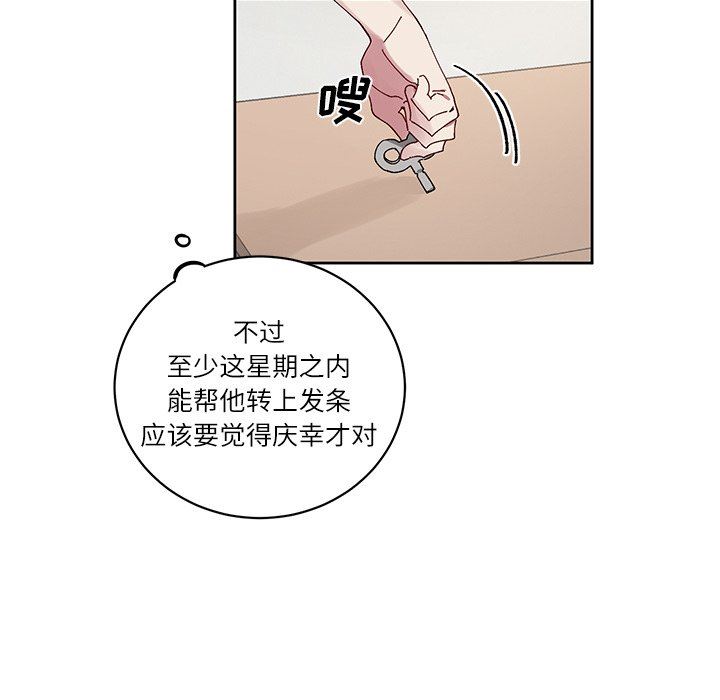 嗖
不过
至少这星期之内
能帮他转上发条
应该要觉得庆幸才对